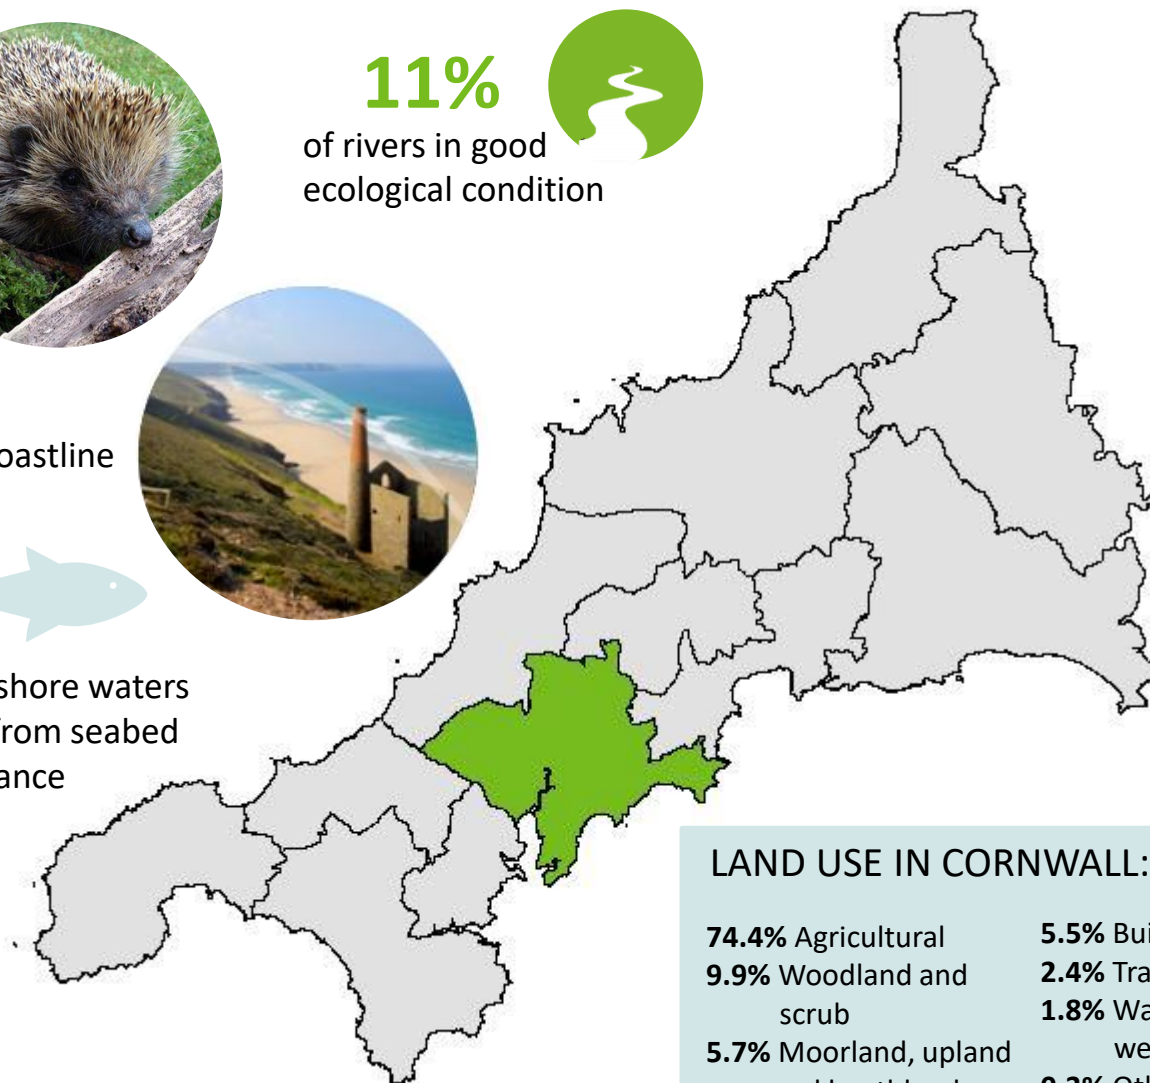 11%
of rivers in good
ecological condition
oastline
shore waters
from seabed
ance
LAND USE IN CORNWALL:
74.4% Agricultural
9.9% Woodland and
scrub
5.7% Moorland, upland
5.5% Bui
2.4% Tra
1.8% Wa
we